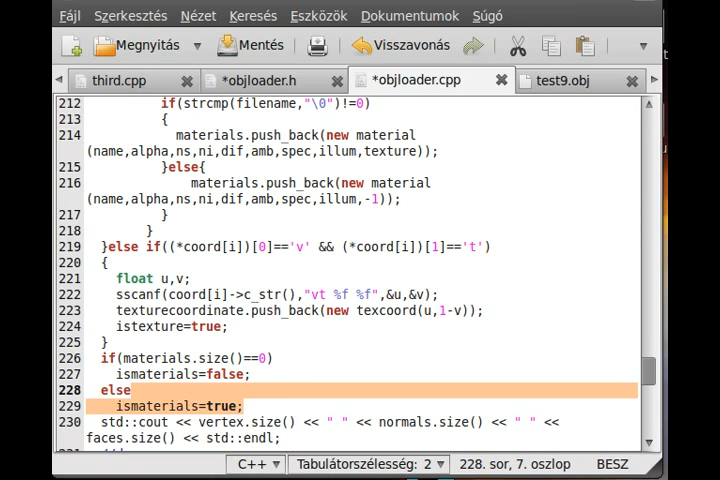 Fájl Szerkesztés Nézet Keresés Eszközök Dokumentumok Súgó
Megnyitás Mentés Visszavonás
third.cpp *objloader.h *objloader.cpp test9.obj
212 if(strcmp(filename,"\0")!=0)
213 {
214 materials.push_back(new material
(name,alpha,ns,ni,dif,amb,spec,illum,texture));
215 }else{
216 materials.push_back(new material
(name,alpha,ns,ni,dif,amb,spec,illum,-1));
217 }
218 }
219 }else if((*coord[i])[0]=='v' && (*coord[i])[1]=='t')
220 {
221 float u,v;
222 sscanf(coord[i]->c_str(),"vt %f %f",&u,&v);
223 texturecoordinate.push_back(new texcoord(u,1-v));
224 istexture=true;
225 }
226 if(materials.size()==0)
227 ismaterials=false;
228 else
229 ismaterials=true;
230 std::cout << vertex.size() << " " << normals.size() << " " <<
faces.size() << std::endl;
C++ Tabulátorszélesség: 2 228. sor, 7. oszlop BESZ